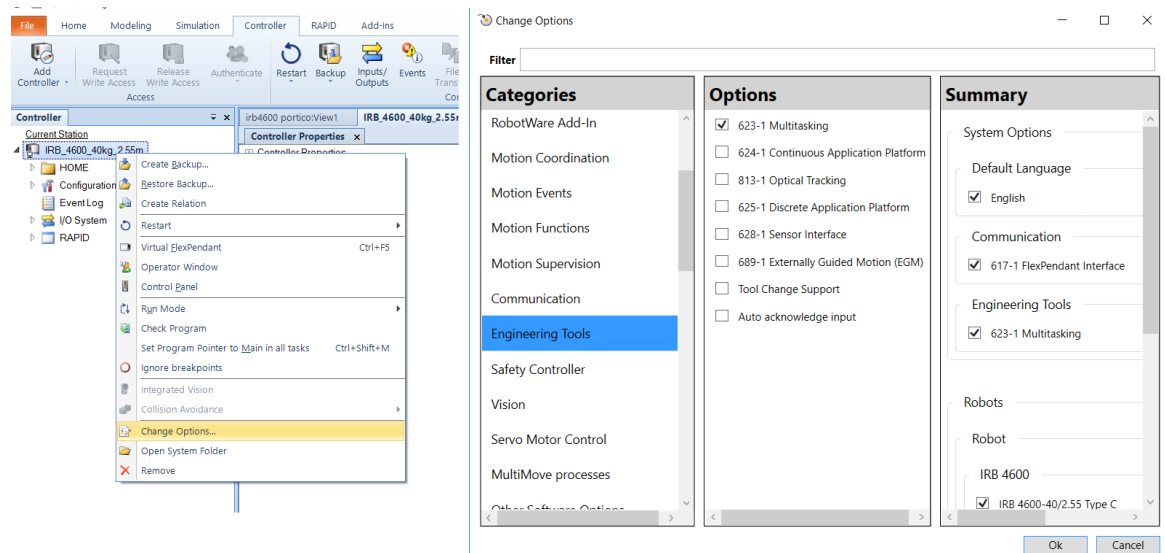 File Home Modeling Simulation Controller RAPID Add-Ins
Add Controller
Request Write Access
Release Write Access
Authenticate
Restart
Backup
Inputs/ Outputs
Events
File
Access
Controller
Current Station
IRB_4600_40kg_2.55m
HOME
Configuration
EventLog
I/O System
RAPID
irb4600 portico:View1
Controller Properties
Create Backup...
Restore Backup...
Create Relation
Restart
Virtual FlexPendant Ctrl+F5
Operator Window
Control Panel
Run Mode
Check Program
Set Program Pointer to Main in all tasks Ctrl+Shift+M
Ignore breakpoints
Integrated Vision
Collision Avoidance
Change Options...
Open System Folder
Remove
Change Options
Filter
Categories
RobotWare Add-In
Motion Coordination
Motion Events
Motion Functions
Motion Supervision
Communication
Engineering Tools
Safety Controller
Vision
Servo Motor Control
MultiMove processes
Other Software Options
Options
623-1 Multitasking
624-1 Continuous Application Platform
813-1 Optical Tracking
625-1 Discrete Application Platform
628-1 Sensor Interface
689-1 Externally Guided Motion (EGM)
Tool Change Support
Auto acknowledge input
Summary
System Options
Default Language
English
Communication
617-1 FlexPendant Interface
Engineering Tools
623-1 Multitasking
Robots
Robot
IRB 4600
IRB 4600-40/2.55 Type C
Ok Cancel